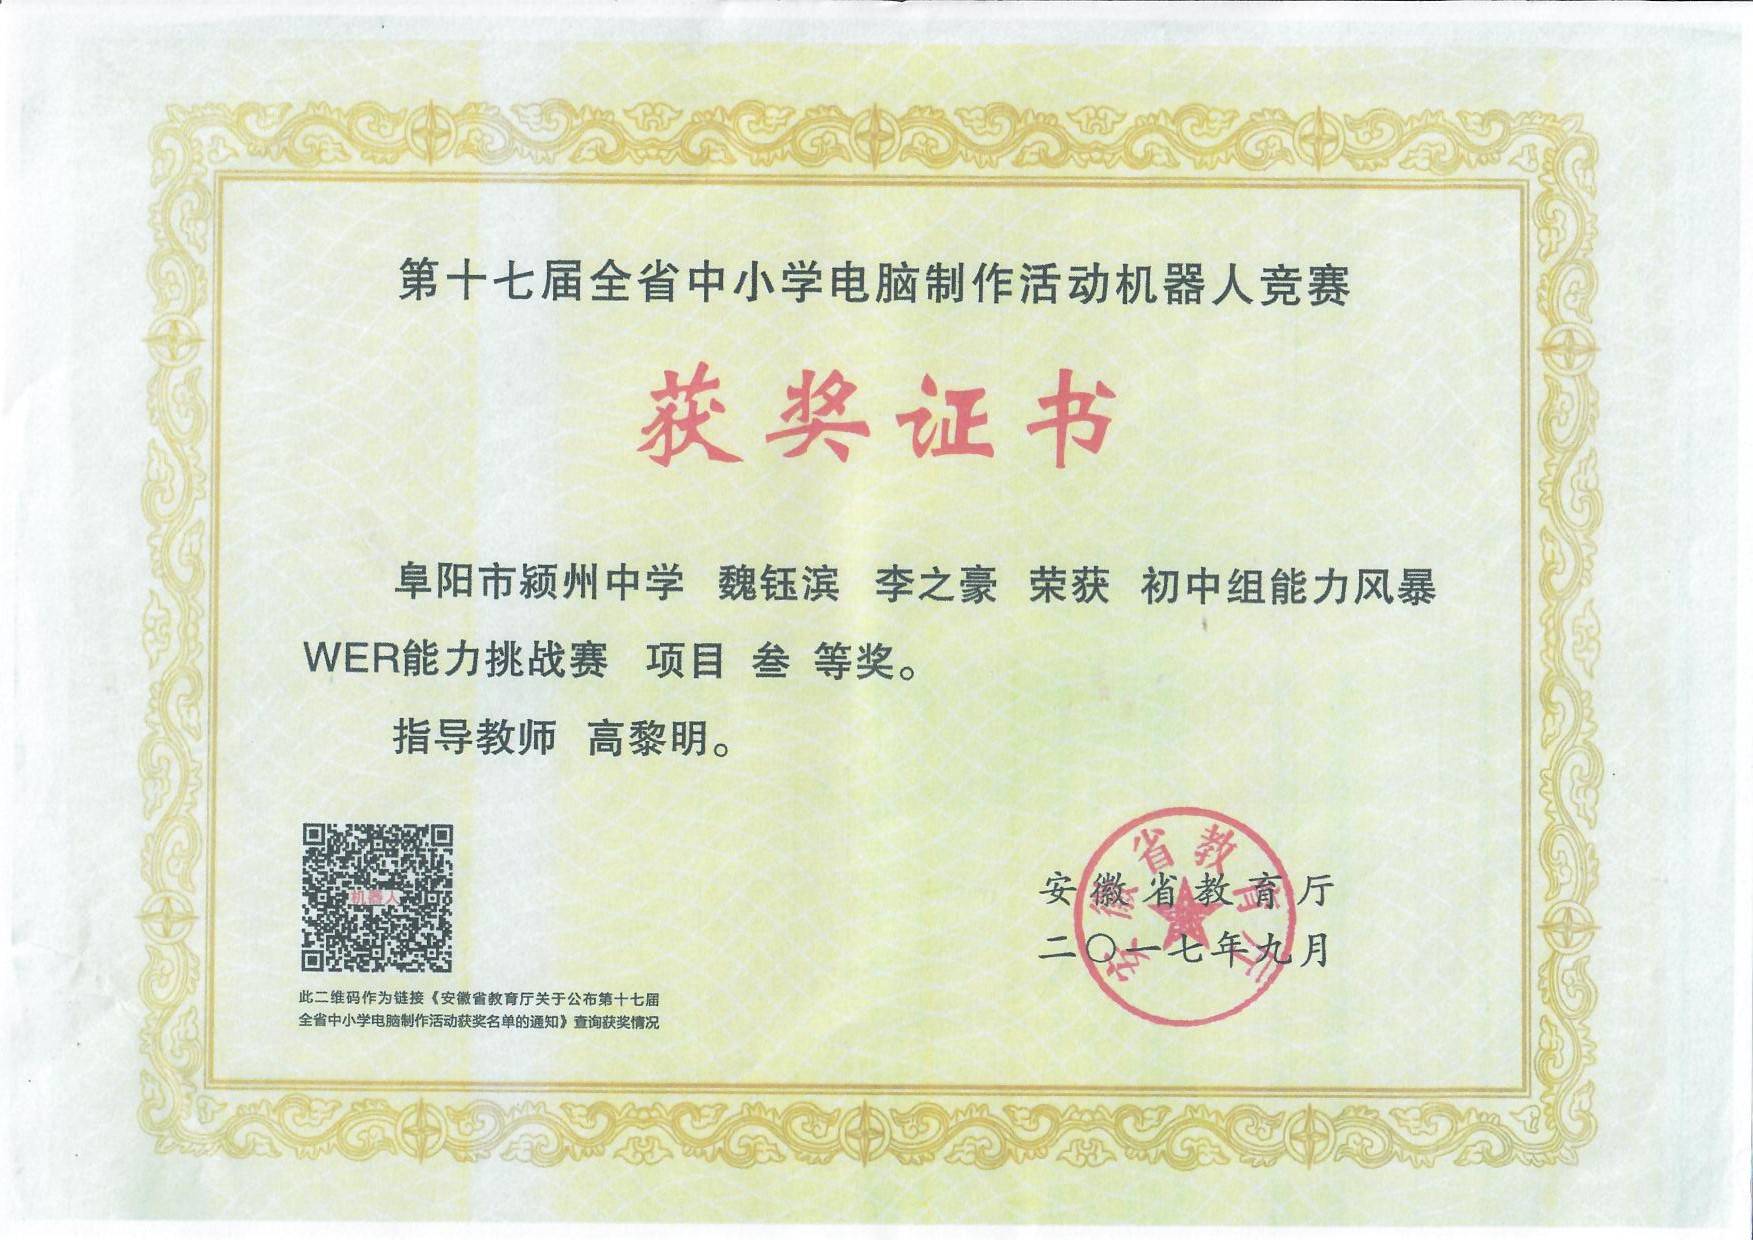 第十七届全省中小学电脑制作活动机器人竞赛
获奖证书
阜阳市颍州中学 魏钰滨 李之豪 荣获 初中组能力风暴
WER能力挑战赛 项目 叁 等奖。
指导教师 高黎明。
机器人
此二维码作为链接《安徽省教育厅关于公布第十七届
全省中小学电脑制作活动获奖名单的通知》查询获奖情况
安徽省教育厅
安徽省教育厅
二〇一七年九月